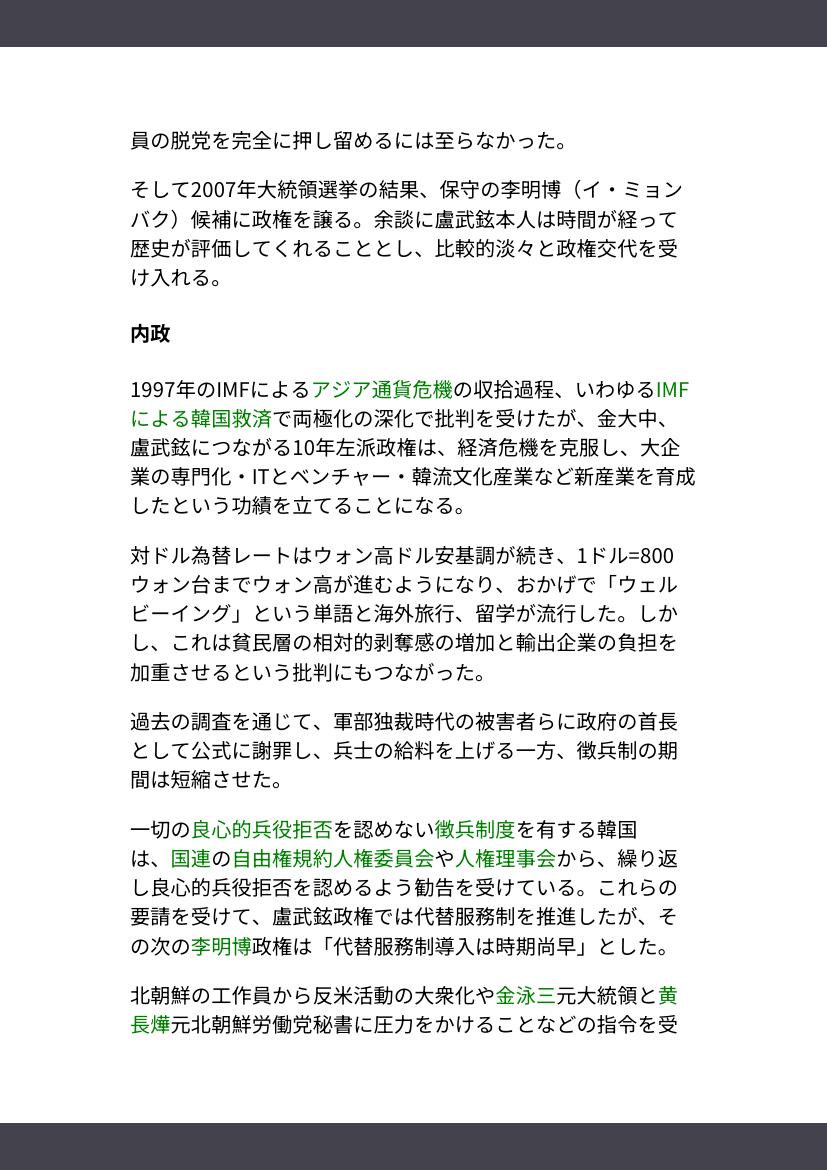 員の脱党を完全に押し留めるには至らなかった。
そして2007年大統領選挙の結果、保守の李明博（イ・ミョン
バク）候補に政権を譲る。余談に盧武鉉本人は時間が経って
歴史が評価してくれることとし、比較的淡々と政権交代を受
け入れる。
内政
1997年のIMFによるアジア通貨危機の収拾過程、いわゆるIMF
による韓国救済で両極化の深化で批判を受けたが、金大中、
盧武鉉につながる10年左派政権は、経済危機を克服し、大企
業の専門化・ITとベンチャー・韓流文化産業など新産業を育成
したという功績を立てることになる。
対ドル為替レートはウォン高ドル安基調が続き、1ドル=800
ウォン台までウォン高が進むようになり、おかげで「ウェル
ビーイング」という単語と海外旅行、留学が流行した。しか
し、これは貧民層の相対的剥奪感の増加と輸出企業の負担を
加重させるという批判にもつながった。
過去の調査を通じて、軍部独裁時代の被害者らに政府の首長
として公式に謝罪し、兵士の給料を上げる一方、徴兵制の期
間は短縮させた。
一切の良心的兵役拒否を認めない徴兵制度を有する韓国
は、国連の自由権規約人権委員会や人権理事会から、繰り返
し良心的兵役拒否を認めるよう勧告を受けている。これらの
要請を受けて、盧武鉉政権では代替服務制を推進したが、そ
の次の李明博政権は「代替服務制導入は時期尚早」とした。
北朝鮮の工作員から反米活動の大衆化や金泳三元大統領と黄
長燁元北朝鮮労働党秘書に圧力をかけることなどの指令を受